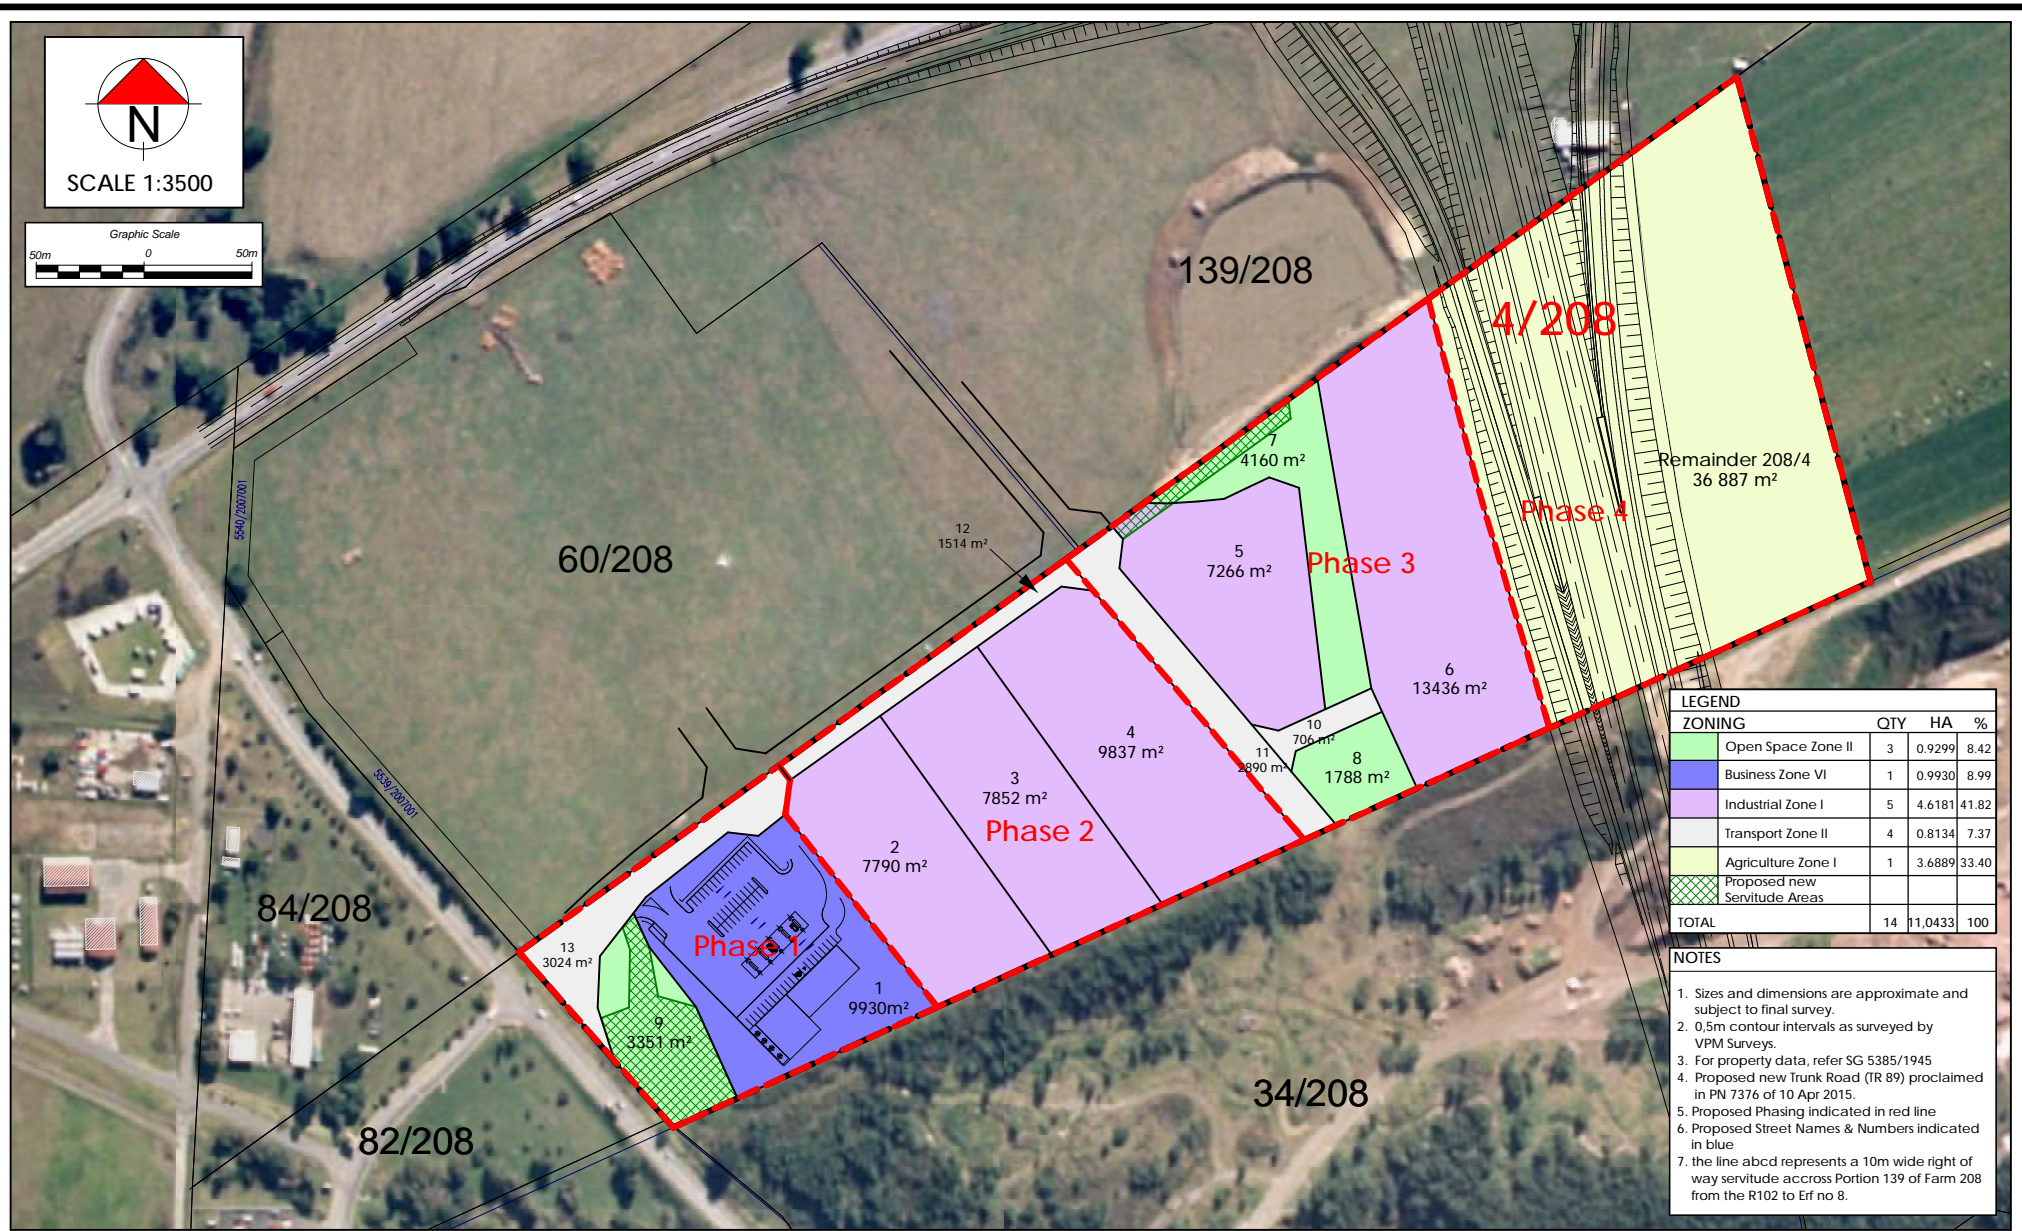 N
SCALE 1:3500
Graphic Scale
50m 0 50m
139/208
4/208
60/208
84/208
82/208
34/208
5540/2007001
5539/2007001
7
4160 m²
Remainder 208/4
36 887 m²
Phase 4
12
1514 m²
5
7266 m²
Phase 3
6
13436 m²
10
706 m²
11
2890 m²
8
1788 m²
4
9837 m²
3
7852 m²
Phase 2
2
7790 m²
Phase 1
1
9930m²
13
3024 m²
9
3351 m²
LEGEND
ZONING QTY HA %
Open Space Zone II 3 0.9299 8.42
Business Zone VI 1 0.9930 8.99
Industrial Zone I 5 4.6181 41.82
Transport Zone II 4 0.8134 7.37
Agriculture Zone I 1 3.6889 33.40
Proposed new
Servitude Areas
TOTAL 14 11,0433 100
NOTES
1. Sizes and dimensions are approximate and
subject to final survey.
2. 0,5m contour intervals as surveyed by
VPM Surveys.
3. For property data, refer SG 5385/1945
4. Proposed new Trunk Road (TR 89) proclaimed
in PN 7376 of 10 Apr 2015.
5. Proposed Phasing indicated in red line
6. Proposed Street Names & Numbers indicated
in blue
7. the line abcd represents a 10m wide right of
way servitude accross Portion 139 of Farm 208
from the R102 to Erf no 8.